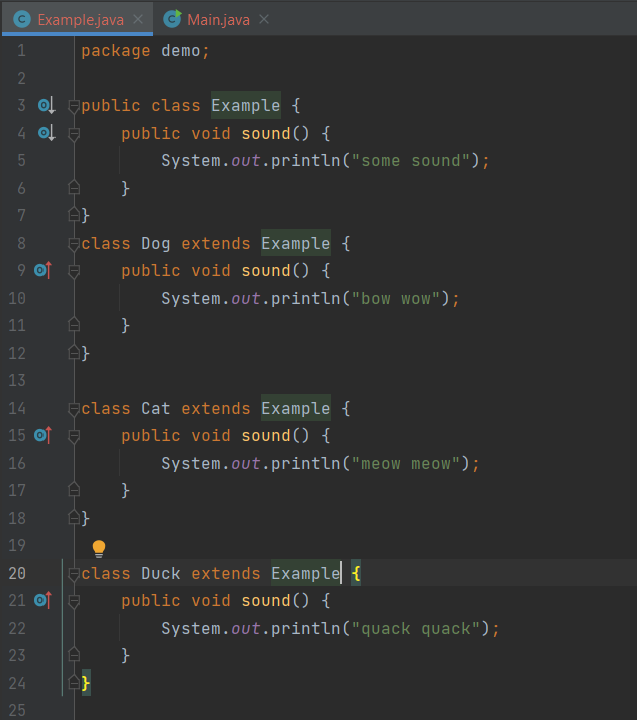 Example.java Main.java
1 package demo;
2
3 public class Example {
4 public void sound() {
5 System.out.println("some sound");
6 }
7 }
8 class Dog extends Example {
9 public void sound() {
10 System.out.println("bow wow");
11 }
12 }
13
14 class Cat extends Example {
15 public void sound() {
16 System.out.println("meow meow");
17 }
18 }
19
20 class Duck extends Example {
21 public void sound() {
22 System.out.println("quack quack");
23 }
24 }
25